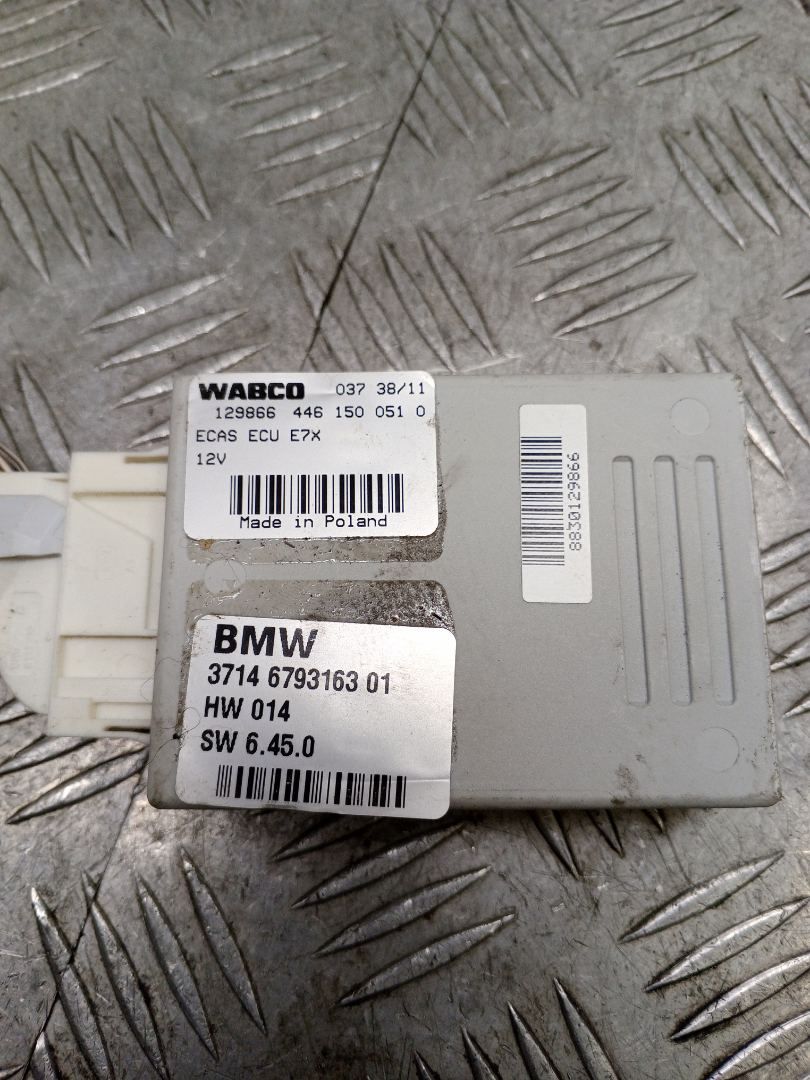 WABCO 037 38/11
129866 446 150 051 0
ECAS ECU E7X
12V
Made in Poland
8830129866
BMW
3714 6793163 01
HW 014
SW 6.45.0